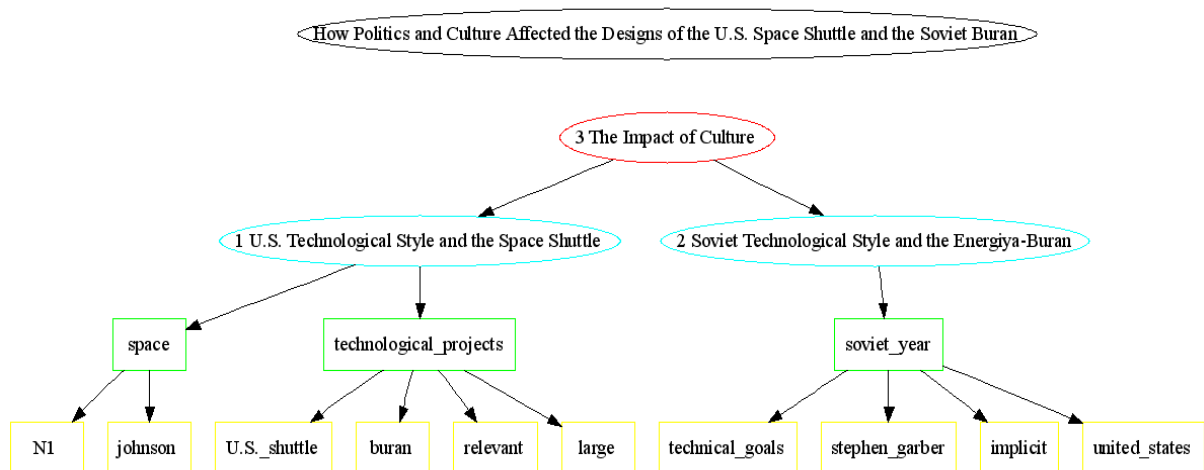 How Politics and Culture Affected the Designs of the U.S. Space Shuttle and the Soviet Buran
3 The Impact of Culture
1 U.S. Technological Style and the Space Shuttle
2 Soviet Technological Style and the Energiya-Buran
space
technological_projects
soviet_year
N1
johnson
U.S._shuttle
buran
relevant
large
technical_goals
stephen_garber
implicit
united_states